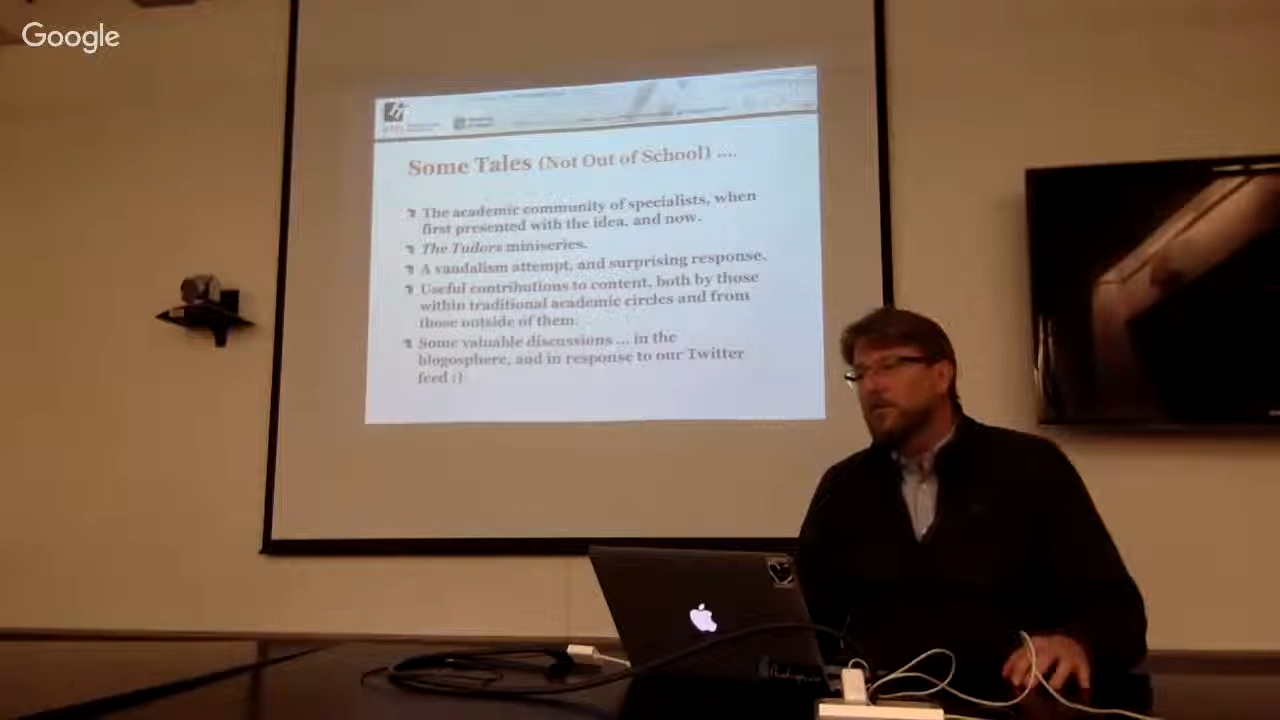 Google
Some Tales (Not Out of School) ....
The academic community of specialists, when
first presented with the idea, and now.
The Tudors miniseries.
A vandalism attempt, and surprising response.
Useful contributions to content, both by those
within traditional academic circles and from
those outside of them.
Some valuable discussions ... in the
blogosphere, and in response to our Twitter
feed :)